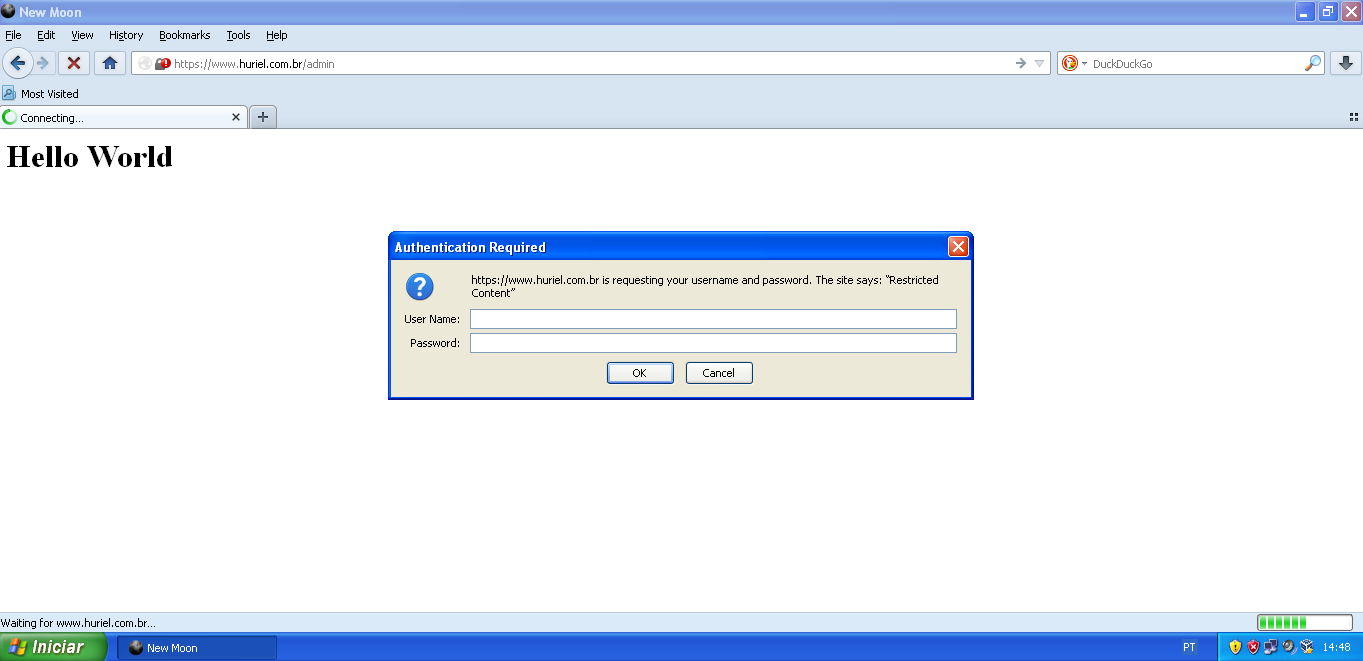 New Moon
File Edit View History Bookmarks Tools Help
https://www.huriel.com.br/admin
DuckDuckGo
Most Visited
Connecting...
Hello World
Authentication Required
https://www.huriel.com.br is requesting your username and password. The site says: “Restricted
Content”
User Name:
Password:
OK Cancel
Waiting for www.huriel.com.br...
Iniciar New Moon PT 14:48